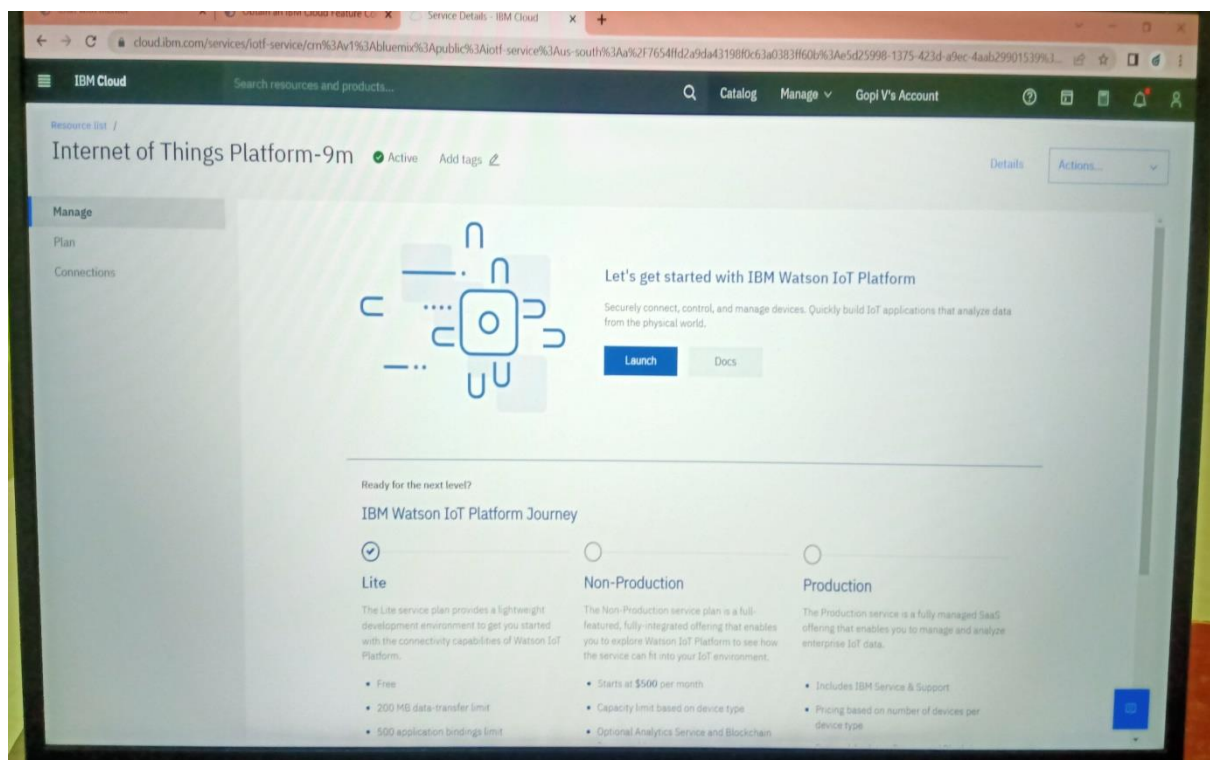 Obtain an IBM Cloud Feature Co
Service Details - IBM Cloud
cloud.ibm.com/services/iotf-service/crn%3Av1%3Abluemix%3Apublic%3Aiotf-service%3Aus-south%3Aa%2F7654ffd2a9da43198f0c63a0383ff60b%3Ae5d25998-1375-423d-a9ec-4aab29901539%3...
IBM Cloud
Search resources and products...
Catalog
Manage
Gopi V's Account
Resource list /
Internet of Things Platform-9m
Active
Add tags
Details
Actions...
Manage
Plan
Connections
Let's get started with IBM Watson IoT Platform
Securely connect, control, and manage devices. Quickly build IoT applications that analyze data
from the physical world.
Launch
Docs
Ready for the next level?
IBM Watson IoT Platform Journey
Lite
The Lite service plan provides a lightweight
development environment to get you started
with the connectivity capabilities of Watson IoT
Platform.
• Free
• 200 MB data-transfer limit
• 500 application bindings limit
Non-Production
The Non-Production service plan is a full-
featured, fully-integrated offering that enables
you to explore Watson IoT Platform to see how
the service can fit into your IoT environment.
• Starts at $500 per month
• Capacity limit based on device type
• Optional Analytics Service and Blockchain
Production
The Production service is a fully managed SaaS
offering that enables you to manage and analyze
enterprise IoT data.
• Includes IBM Service & Support
• Pricing based on number of devices per
device type